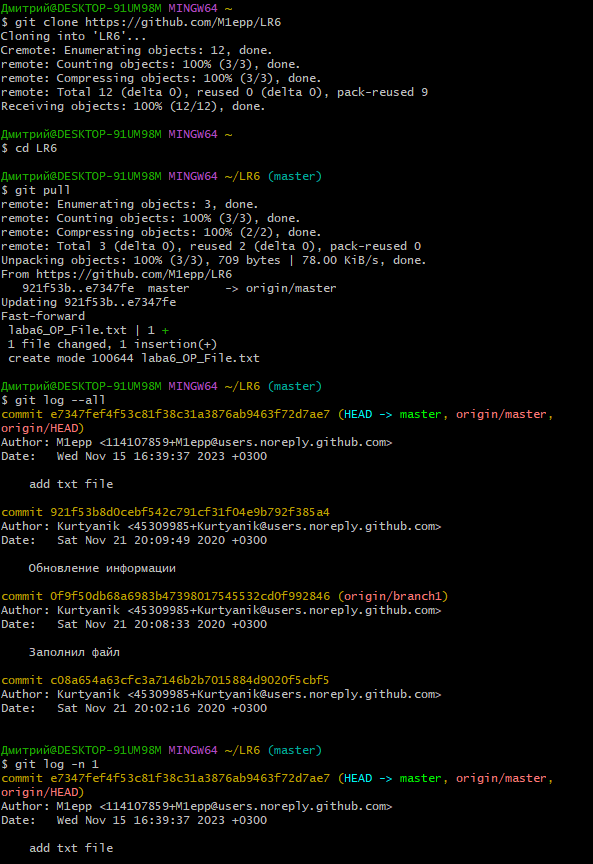 Дмитрий@DESKTOP-91UM98M MINGW64 ~
$ git clone https://github.com/M1epp/LR6
Cloning into 'LR6'...
Cremote: Enumerating objects: 12, done.
remote: Counting objects: 100% (3/3), done.
remote: Compressing objects: 100% (3/3), done.
remote: Total 12 (delta 0), reused 0 (delta 0), pack-reused 9
Receiving objects: 100% (12/12), done.
Дмитрий@DESKTOP-91UM98M MINGW64 ~
$ cd LR6
Дмитрий@DESKTOP-91UM98M MINGW64 ~/LR6 (master)
$ git pull
remote: Enumerating objects: 3, done.
remote: Counting objects: 100% (3/3), done.
remote: Compressing objects: 100% (2/2), done.
remote: Total 3 (delta 0), reused 2 (delta 0), pack-reused 0
Unpacking objects: 100% (3/3), 709 bytes | 78.00 KiB/s, done.
From https://github.com/M1epp/LR6
   921f53b..e7347fe  master     -> origin/master
Updating 921f53b..e7347fe
Fast-forward
 laba6_OP_File.txt | 1 +
 1 file changed, 1 insertion(+)
 create mode 100644 laba6_OP_File.txt
Дмитрий@DESKTOP-91UM98M MINGW64 ~/LR6 (master)
$ git log --all
commit e7347fef4f53c81f38c31a3876ab9463f72d7ae7 (HEAD -> master, origin/master,
origin/HEAD)
Author: M1epp <114107859+M1epp@users.noreply.github.com>
Date:   Wed Nov 15 16:39:37 2023 +0300
    add txt file
commit 921f53b8d0cebf542c791cf31f04e9b792f385a4
Author: Kurtyanik <45309985+Kurtyanik@users.noreply.github.com>
Date:   Sat Nov 21 20:09:49 2020 +0300
    Обновление информации
commit 0f9f50db68a6983b47398017545532cd0f992846 (origin/branch1)
Author: Kurtyanik <45309985+Kurtyanik@users.noreply.github.com>
Date:   Sat Nov 21 20:08:33 2020 +0300
    Заполнил файл
commit c08a654a63cfc3a7146b2b7015884d9020f5cbf5
Author: Kurtyanik <45309985+Kurtyanik@users.noreply.github.com>
Date:   Sat Nov 21 20:02:16 2020 +0300
Дмитрий@DESKTOP-91UM98M MINGW64 ~/LR6 (master)
$ git log -n 1
commit e7347fef4f53c81f38c31a3876ab9463f72d7ae7 (HEAD -> master, origin/master,
origin/HEAD)
Author: M1epp <114107859+M1epp@users.noreply.github.com>
Date:   Wed Nov 15 16:39:37 2023 +0300
    add txt file